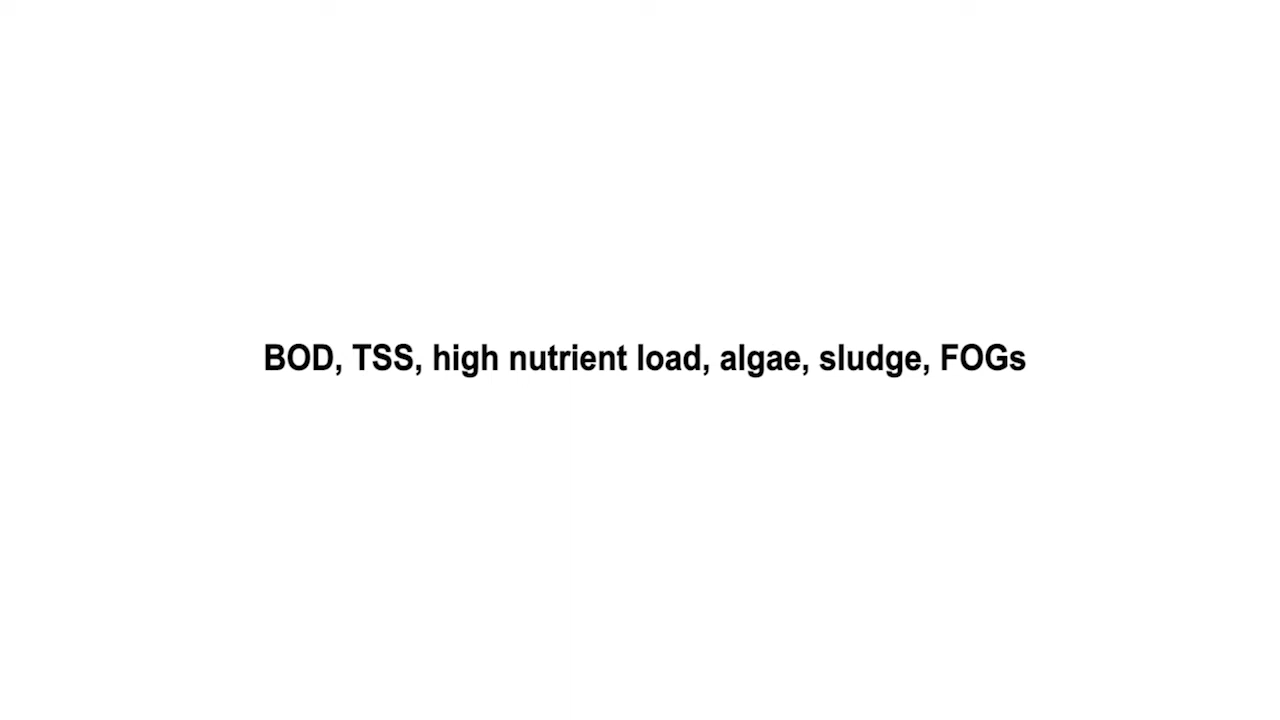 BOD, TSS, high nutrient load, algae, sludge, FOGs